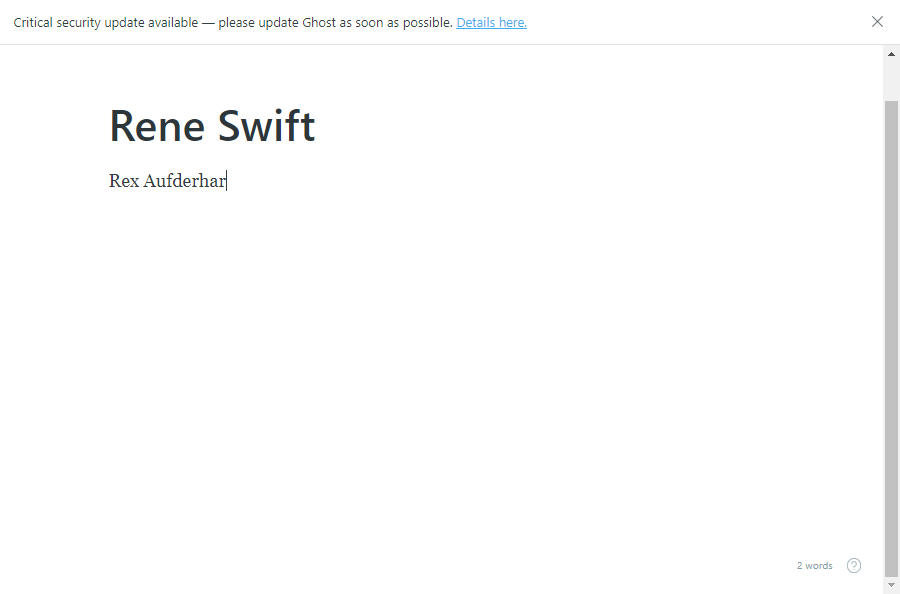 Critical security update available — please update Ghost as soon as possible. Details here.
Rene Swift
Rex Aufderhar
2 words
?